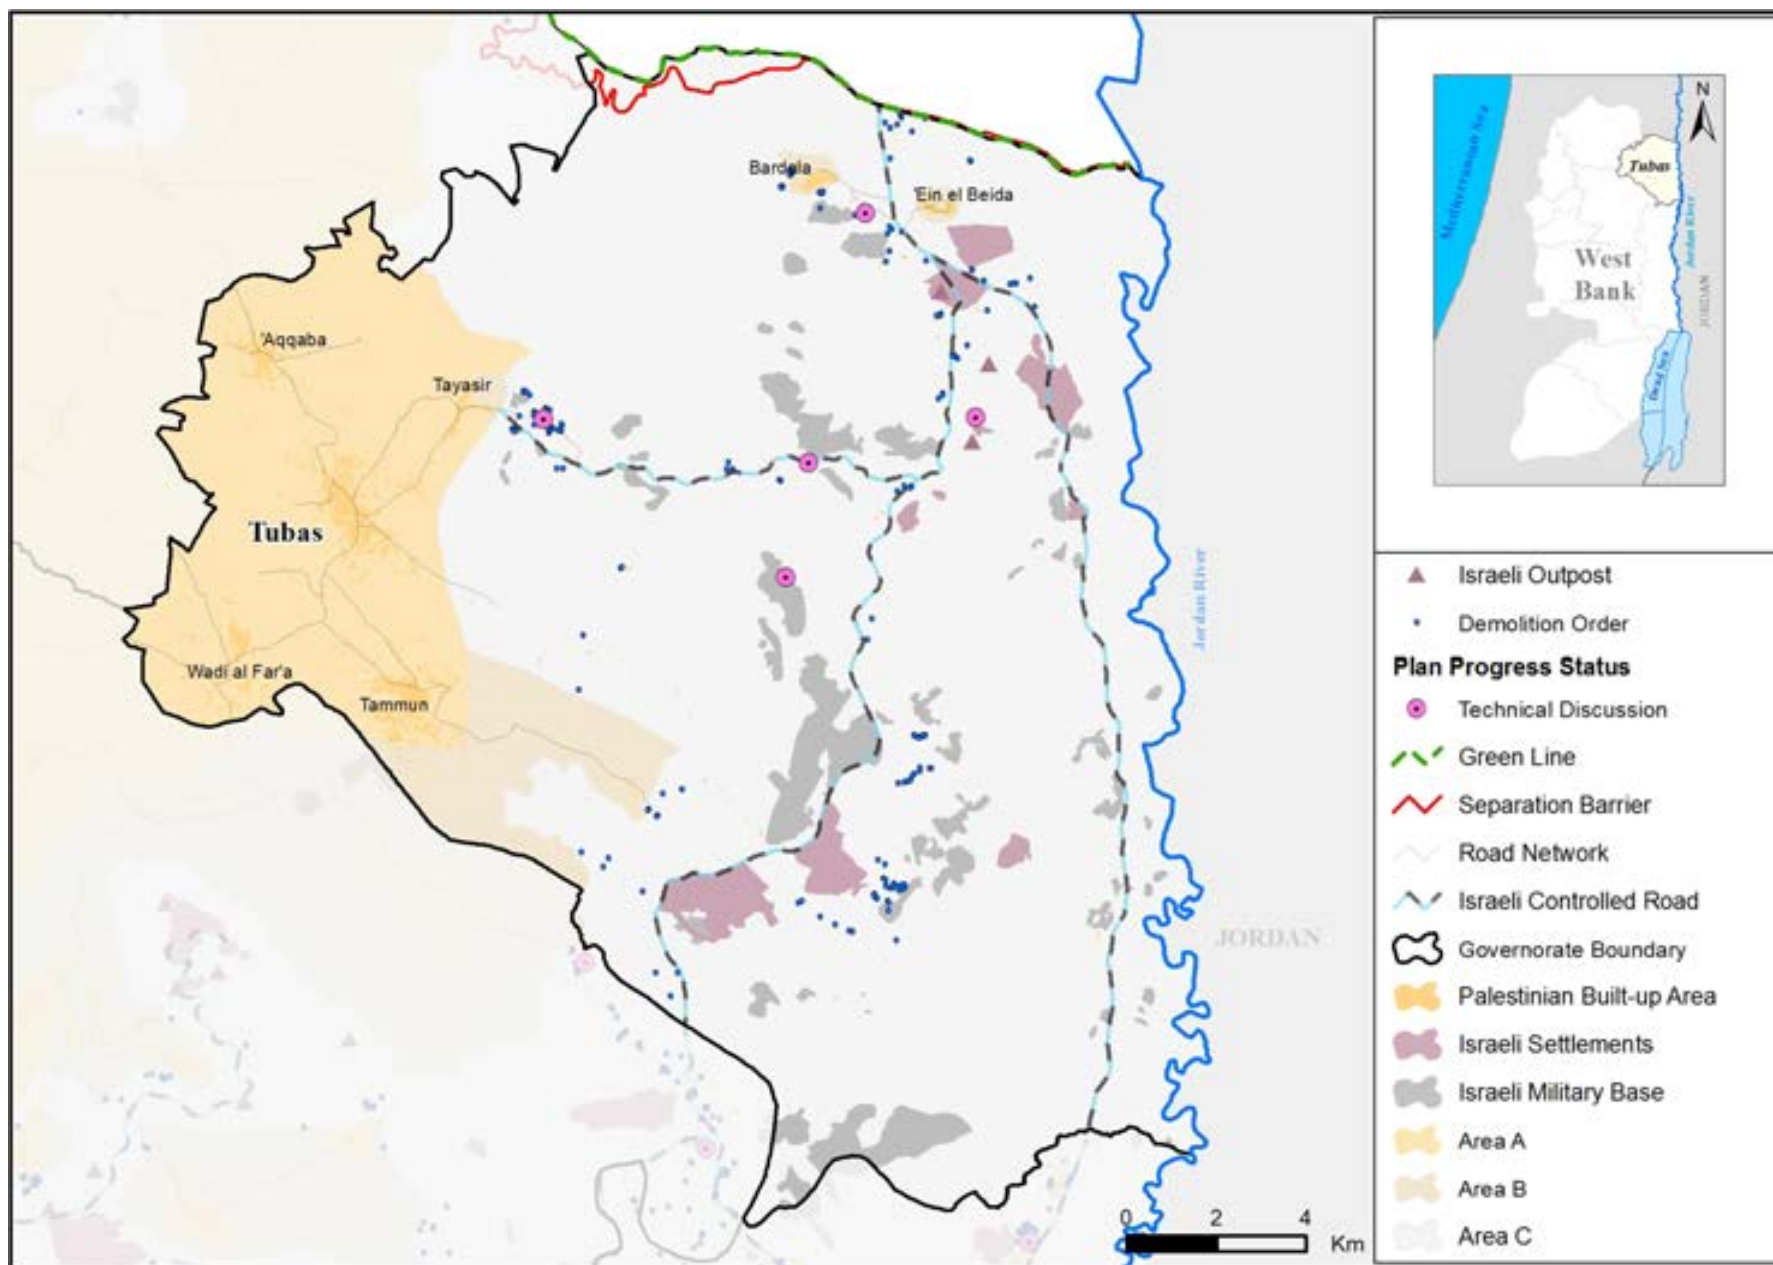 Bardala
'Ein el Beida
'Aqqaba
Tayasir
Tubas
Wadi al Far'a
Tammun
Jordan River
JORDAN
0 2 4
Km
N
Mediterranean Sea
Tubas
Jordan River
West
Bank
JORDAN
Dead Sea
Israeli Outpost
Demolition Order
Plan Progress Status
Technical Discussion
Green Line
Separation Barrier
Road Network
Israeli Controlled Road
Governorate Boundary
Palestinian Built-up Area
Israeli Settlements
Israeli Military Base
Area A
Area B
Area C